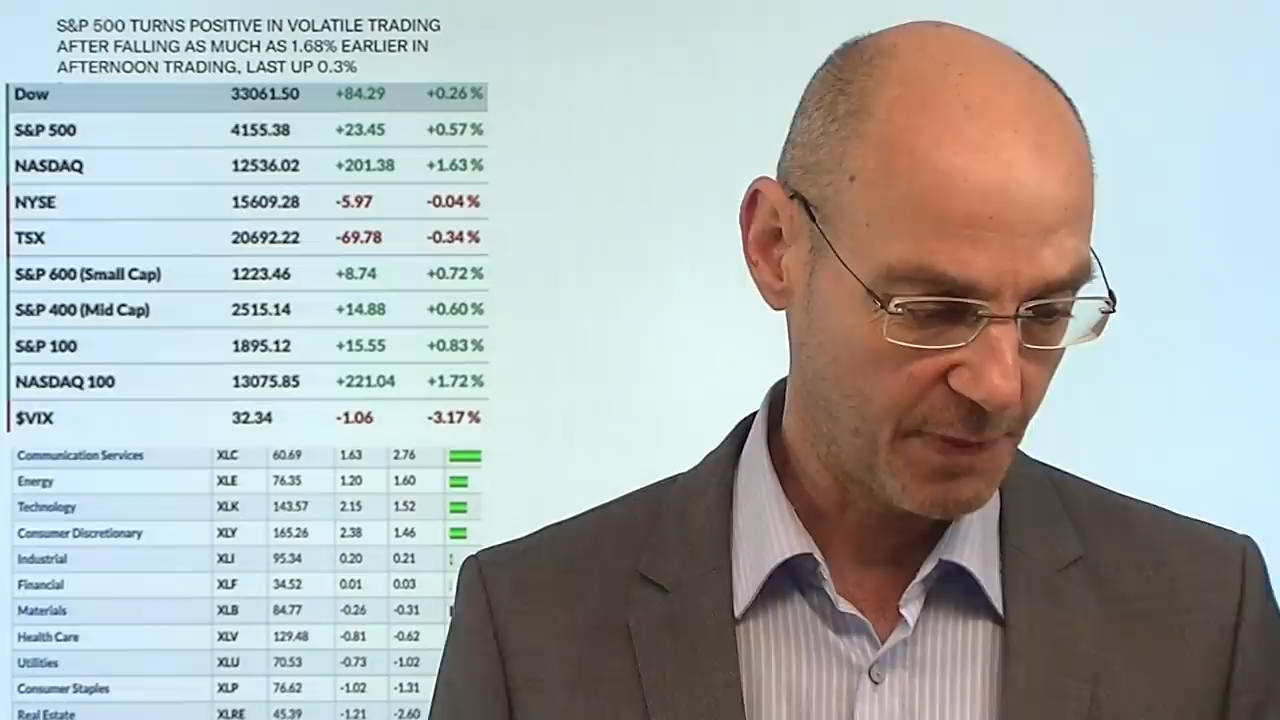 S&P 500 TURNS POSITIVE IN VOLATILE TRADING
AFTER FALLING AS MUCH AS 1.68% EARLIER IN
AFTERNOON TRADING, LAST UP 0.3%
Dow 33061.50 +84.29 +0.26 %
S&P 500 4155.38 +23.45 +0.57 %
NASDAQ 12536.02 +201.38 +1.63 %
NYSE 15609.28 -5.97 -0.04 %
TSX 20692.22 -69.78 -0.34 %
S&P 600 (Small Cap) 1223.46 +8.74 +0.72 %
S&P 400 (Mid Cap) 2515.14 +14.88 +0.60 %
S&P 100 1895.12 +15.55 +0.83 %
NASDAQ 100 13075.85 +221.04 +1.72 %
$VIX 32.34 -1.06 -3.17 %
Communication Services XLC 60.69 1.63 2.76
Energy XLE 76.35 1.20 1.60
Technology XLK 143.57 2.15 1.52
Consumer Discretionary XLY 165.26 2.38 1.46
Industrial XLI 95.34 0.20 0.21
Financial XLF 34.52 0.01 0.03
Materials XLB 84.77 -0.26 -0.31
Health Care XLV 129.48 -0.81 -0.62
Utilities XLU 70.53 -0.73 -1.02
Consumer Staples XLP 76.62 -1.02 -1.31
Real Estate XLRE 45.39 -1.21 -2.60